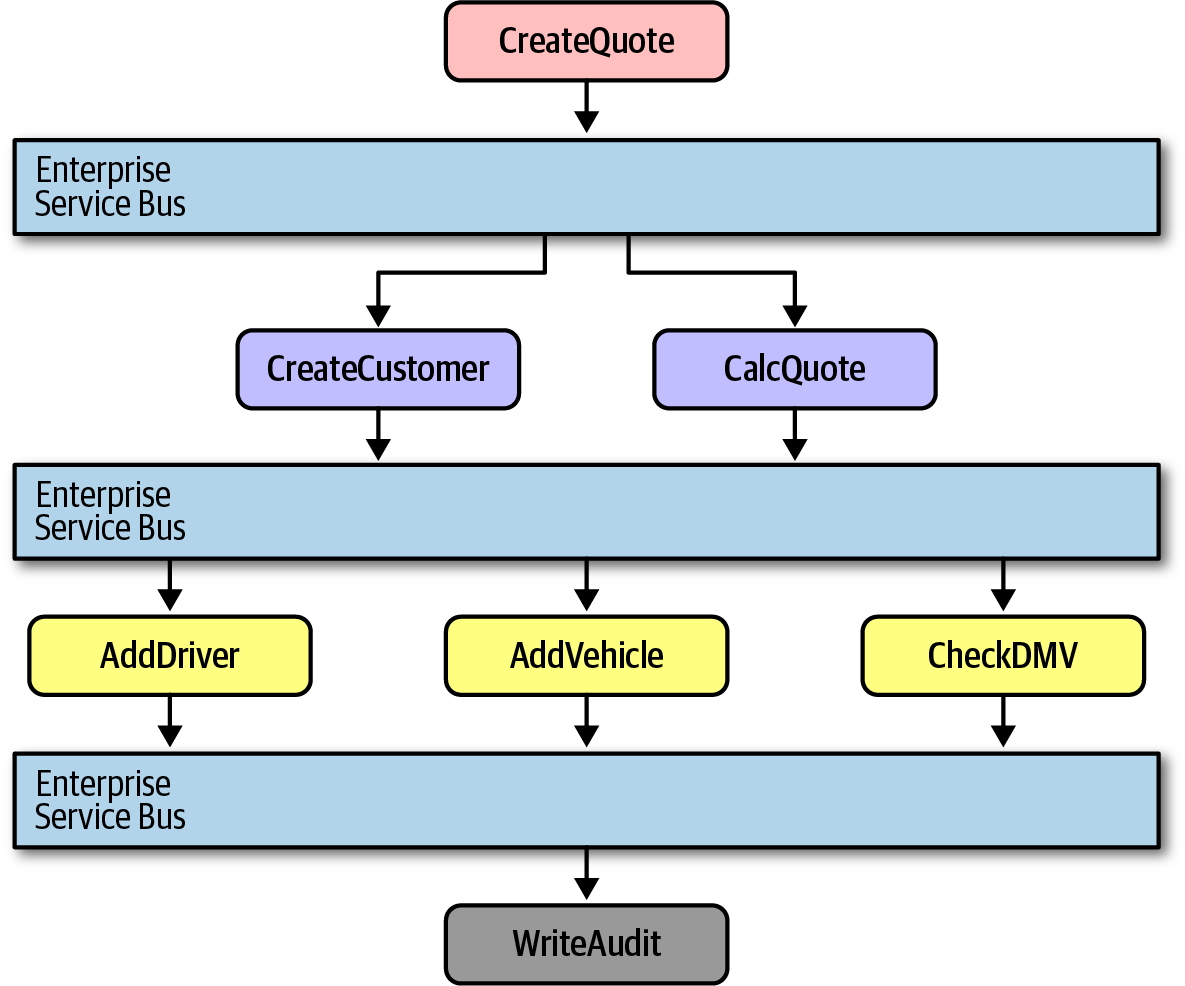 CreateQuote
Enterprise
Service Bus
CreateCustomer
CalcQuote
Enterprise
Service Bus
AddDriver
AddVehicle
CheckDMV
Enterprise
Service Bus
WriteAudit